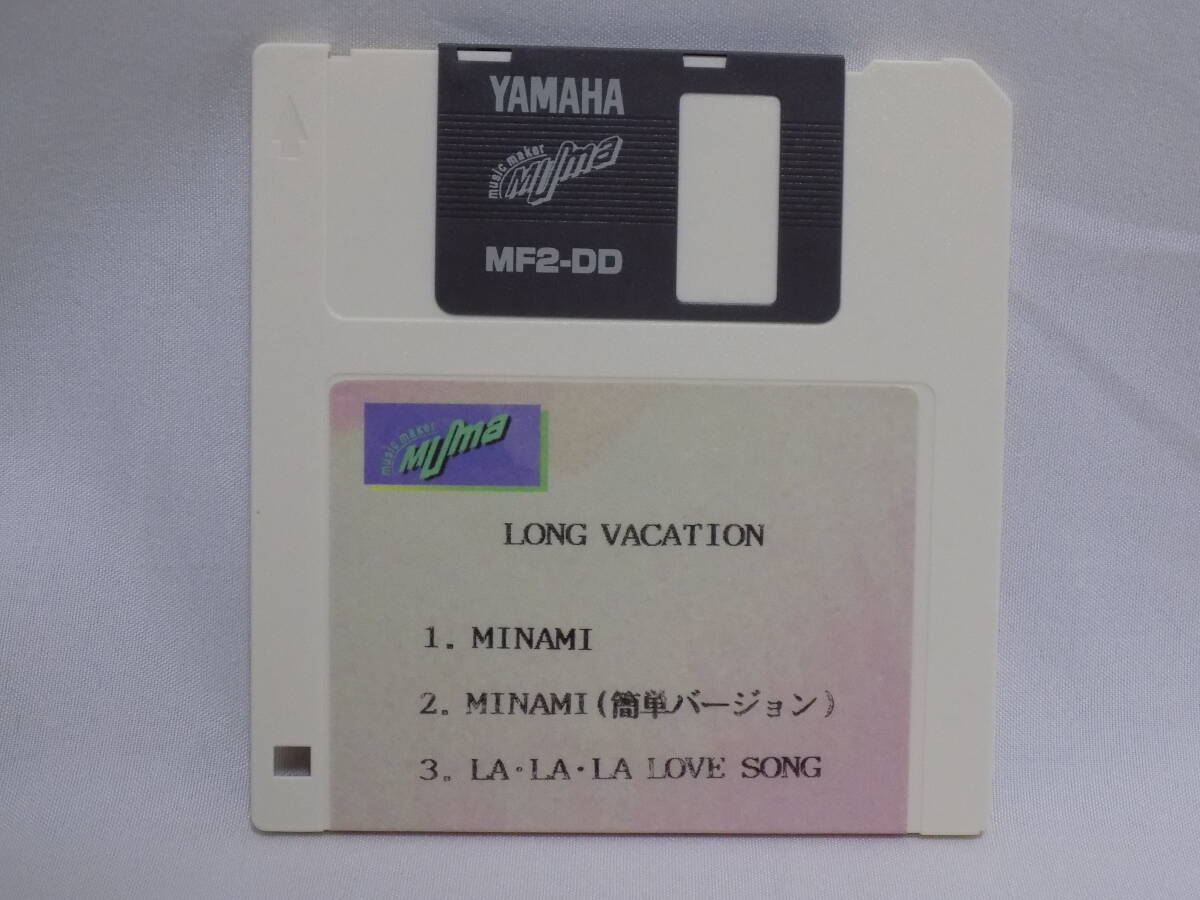 YAMAHA
music maker
MUma
MF2-DD
music maker
MUma
LONG VACATION
1. MINAMI
2. MINAMI(簡単バージョン)
3. LA・LA・LA LOVE SONG